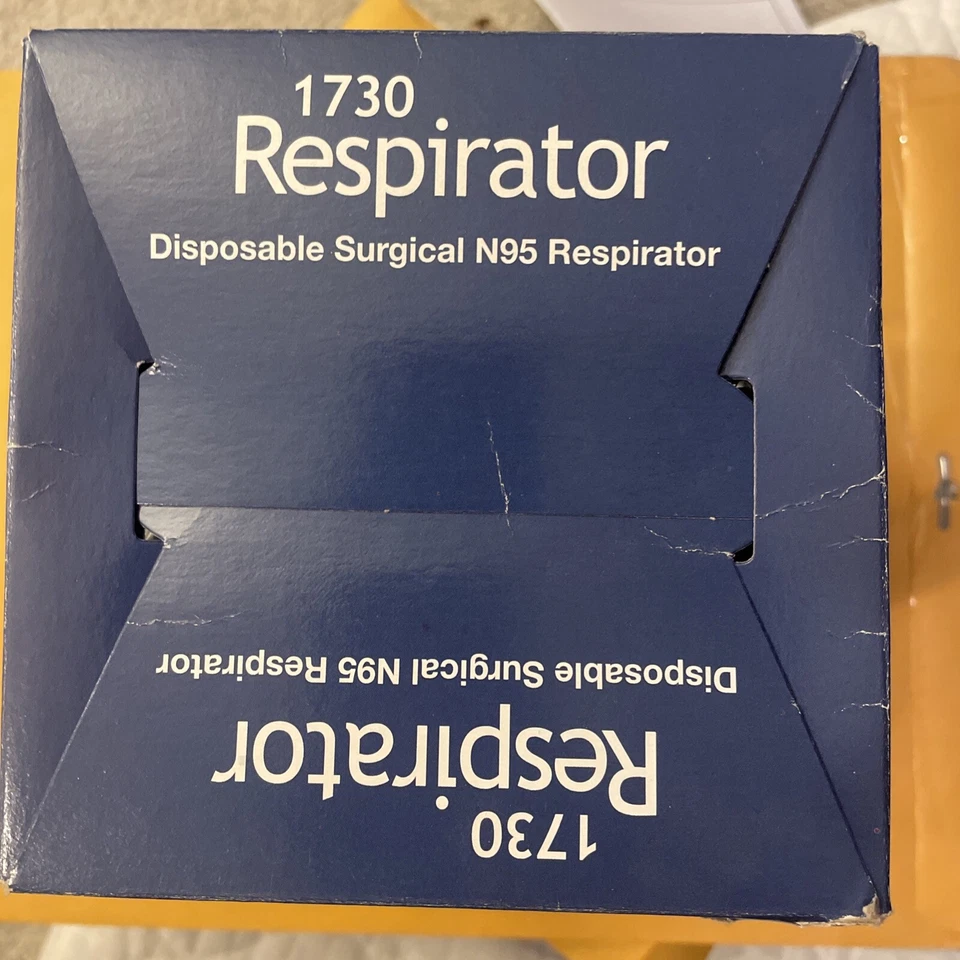 1730
Respirator
Disposable Surgical N95 Respirator
Disposable Surgical N95 Respirator
Respirator
1730